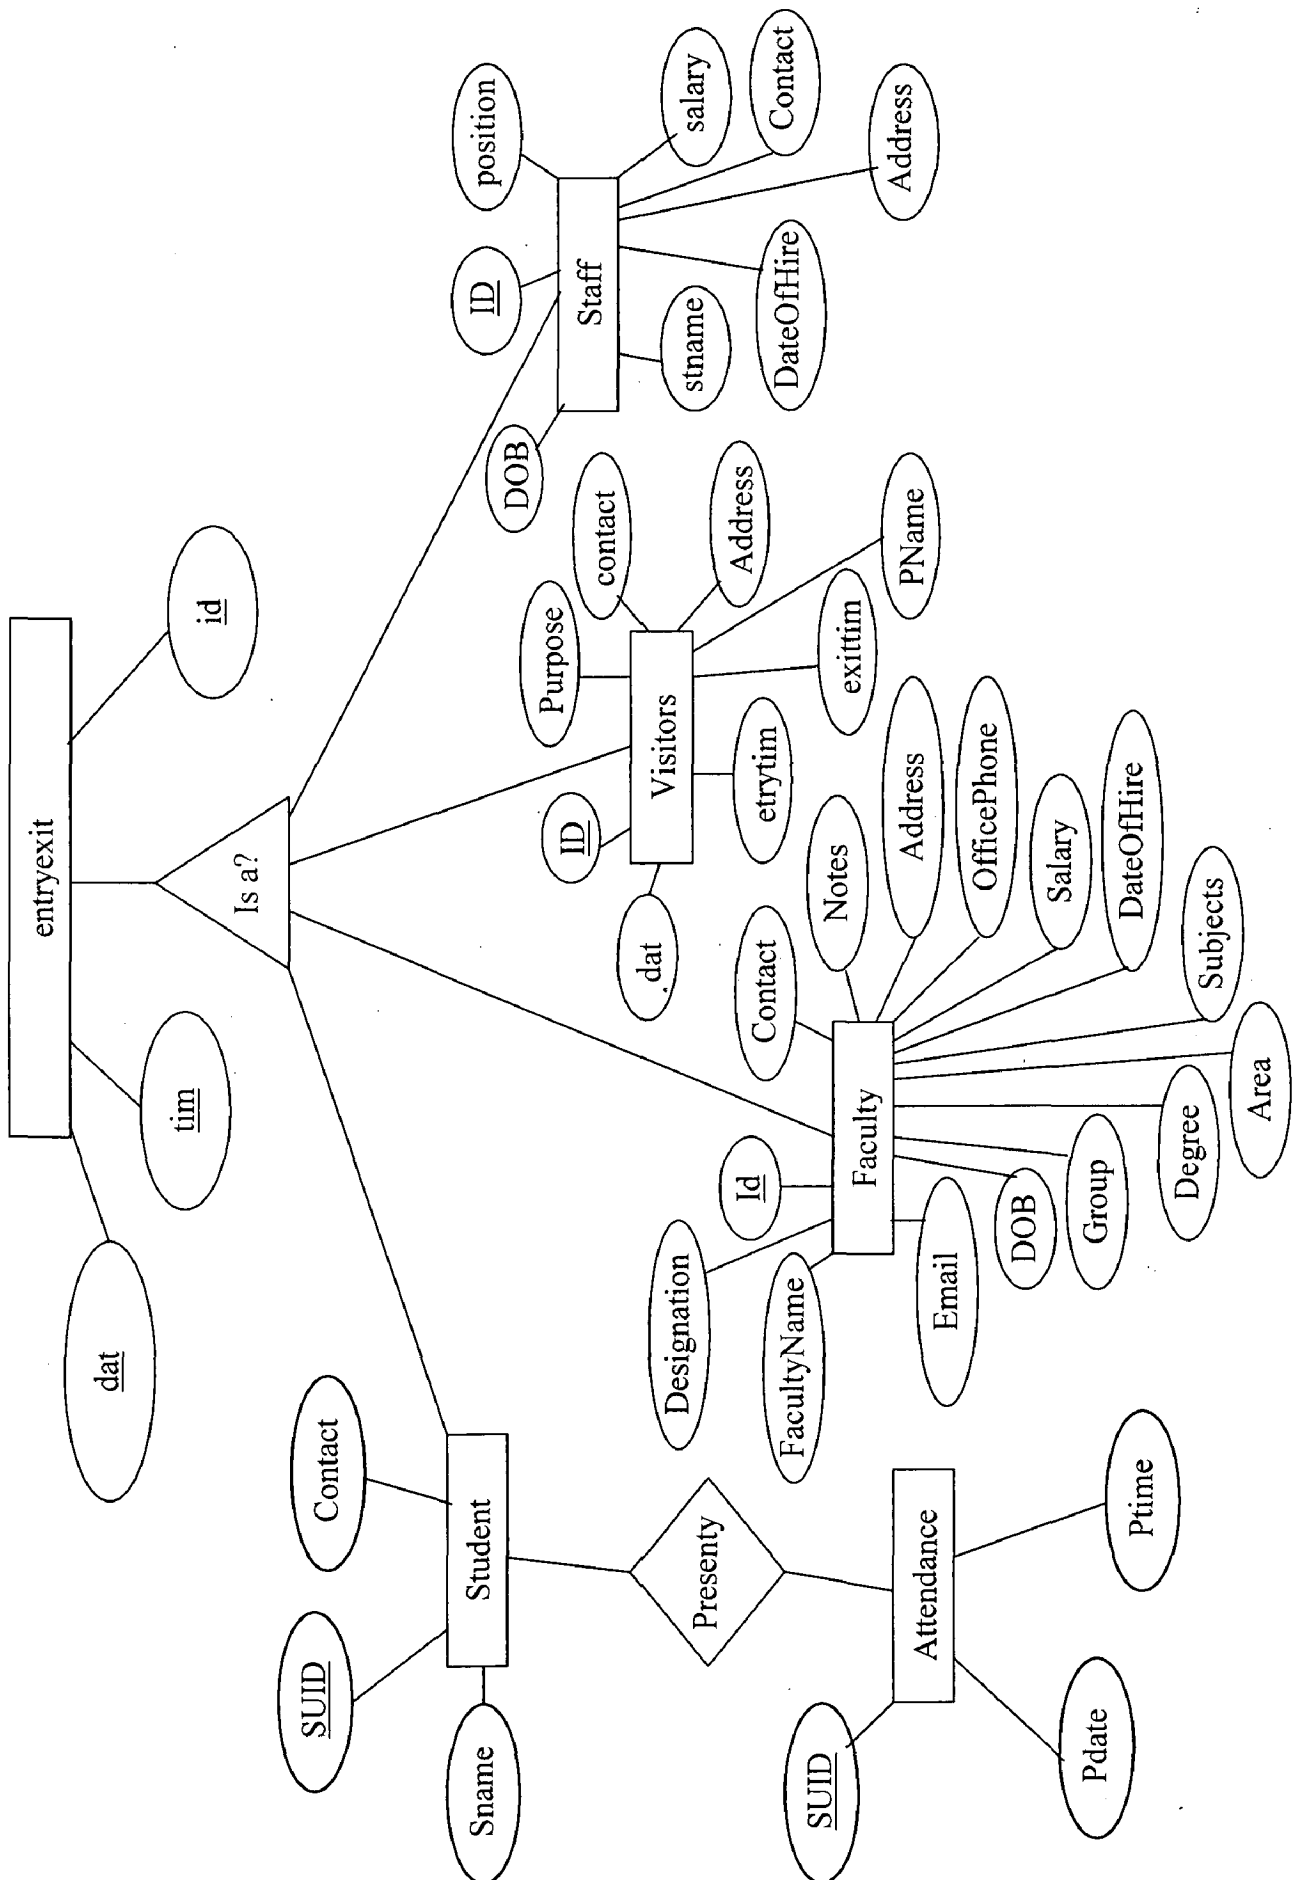 entryexit
dat
tim
id
Is a?
Contact
SUID
Sname
Student
Presenty
SUID
Attendance
Pdate
Ptime
Designation
Id
FacultyName
Faculty
Contact
Notes
Address
OfficePhone
Salary
DateOfHire
Subjects
Area
Degree
Group
DOB
Email
Purpose
contact
ID
dat
Visitors
Address
PName
exittim
etrytim
position
ID
DOB
Staff
salary
Contact
Address
DateOfHire
stname